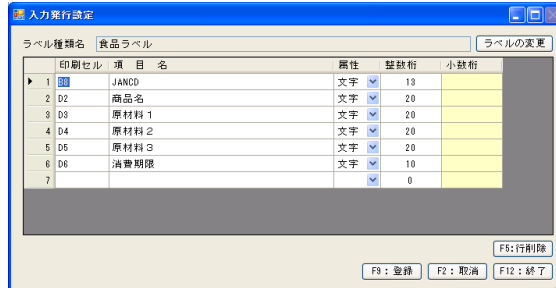 入力発行設定
ラベル種類名 食品ラベル ラベルの変更
印刷セル 項 目 名 属性 整数桁 小数桁
1 B8 JANCD 文字 13
2 D2 商品名 文字 20
3 D3 原材料1 文字 20
4 D4 原材料2 文字 20
5 D5 原材料3 文字 20
6 D6 消費期限 文字 10
7 0
F5:行削除
F9:登録 F2:取消 F12:終了